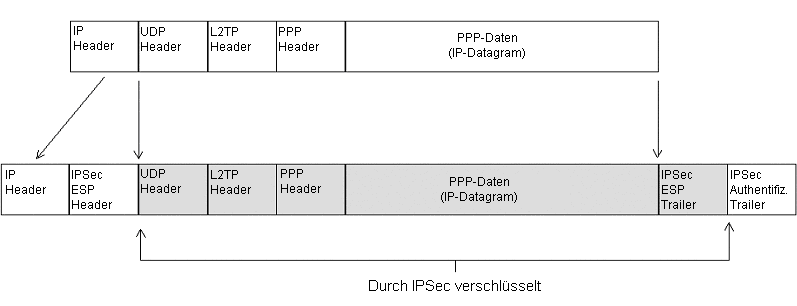 IP
Header
UDP
Header
L2TP
Header
PPP
Header
PPP-Daten
(IP-Datagram)
IP
Header
IPSec
ESP
Header
UDP
Header
L2TP
Header
PPP
Header
PPP-Daten
(IP-Datagram)
IPSec
ESP
Trailer
IPSec
Authentifiz.
Trailer
Durch IPSec verschlüsselt